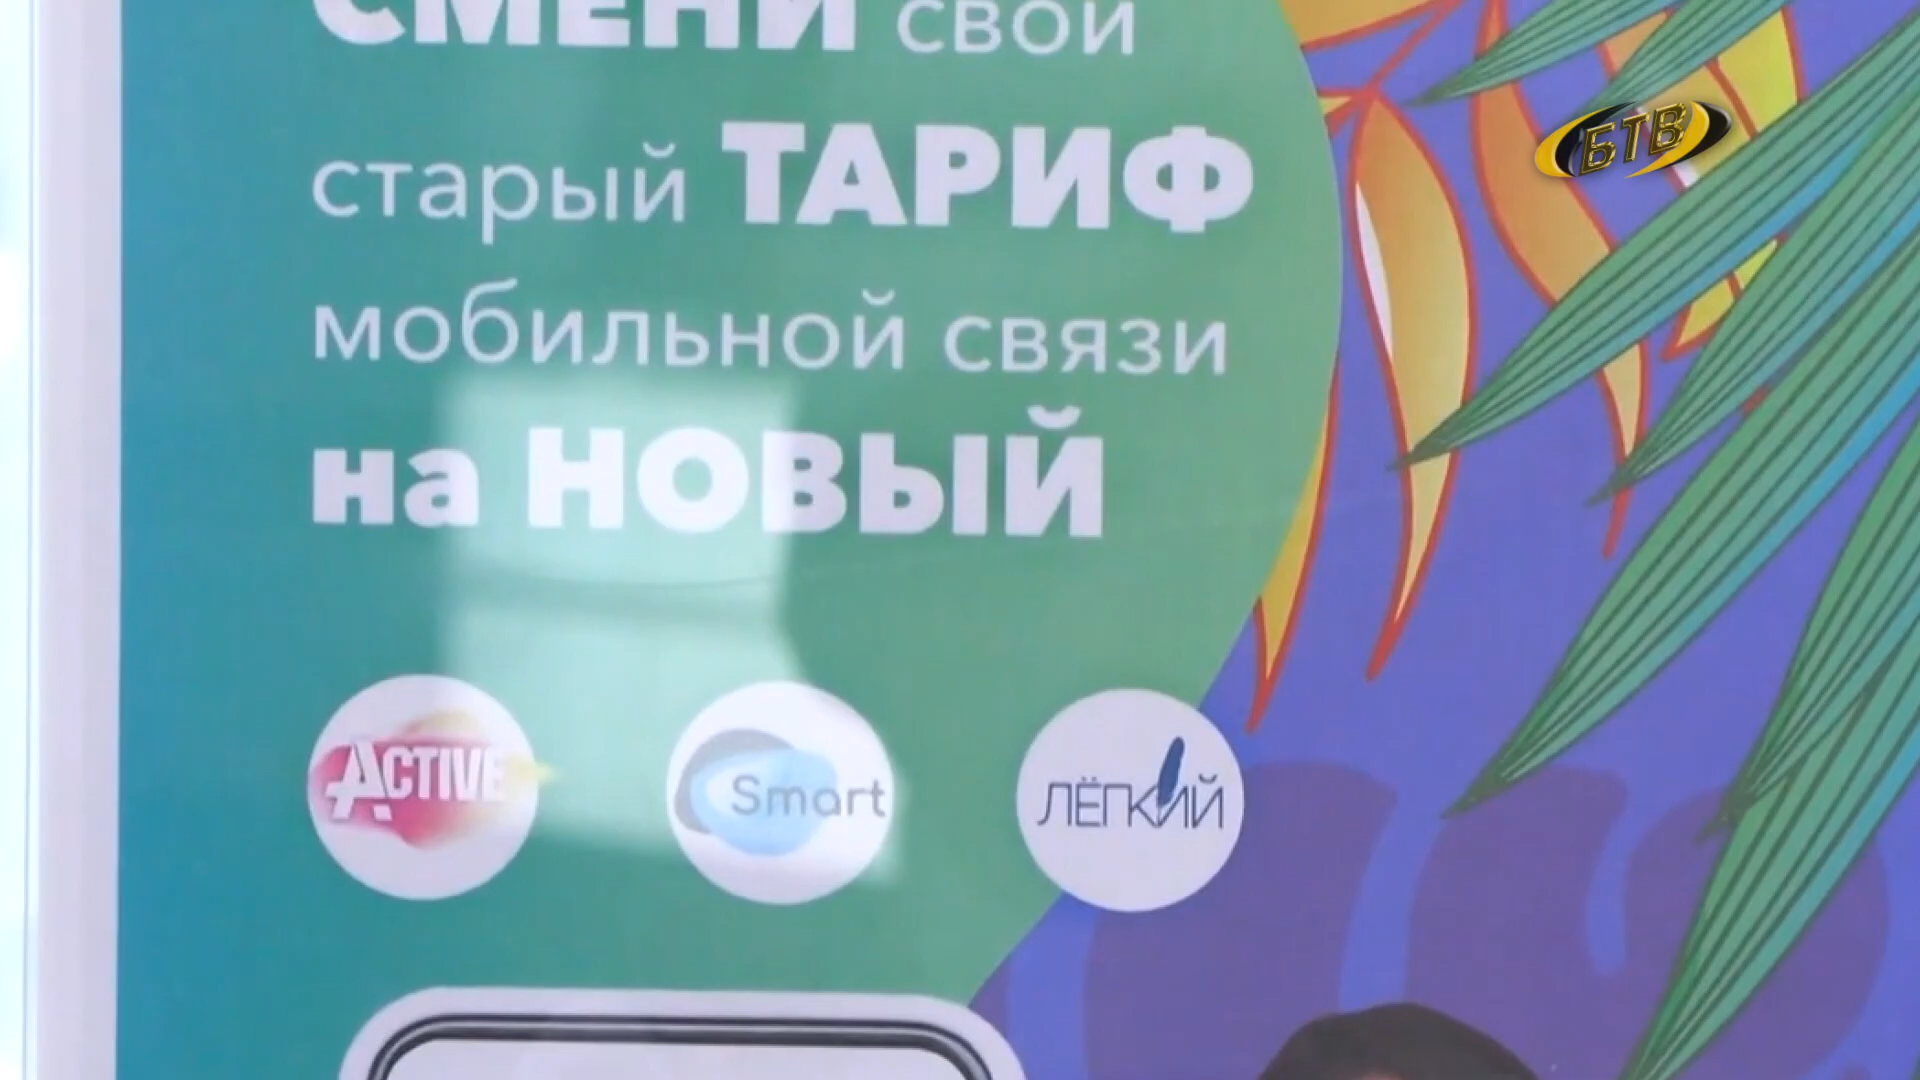 СМЕНИ свой
старый ТАРИФ
мобильной связи
на НОВЫЙ
БТВ
ACTIVE
Smart
ЛЁГКИЙ